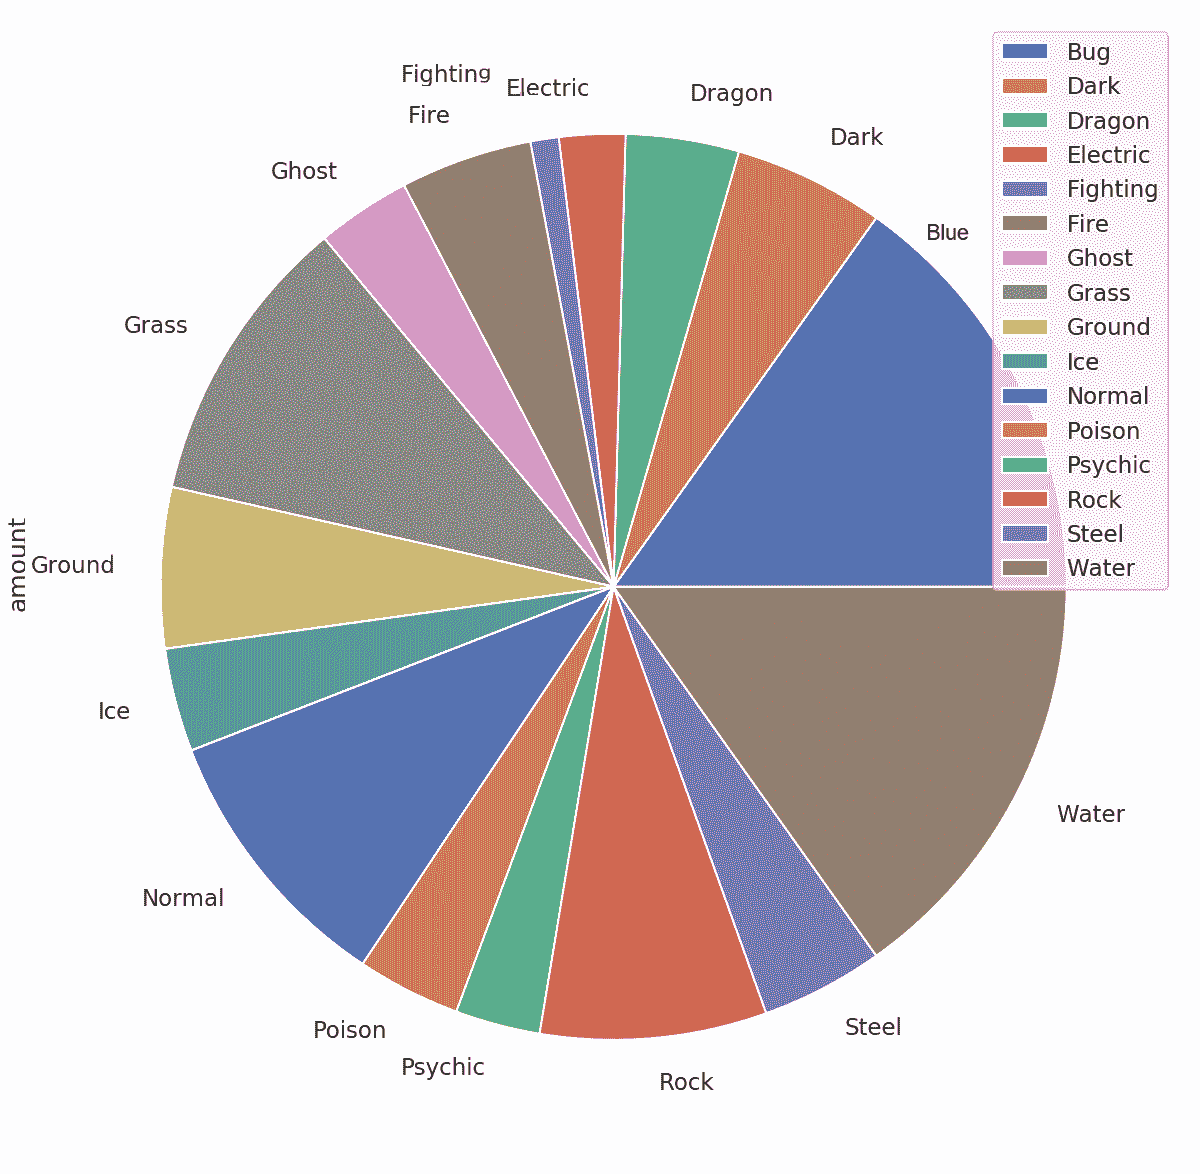 Fighting
Electric
Dragon
Fire
Dark
Ghost
Blue
Grass
Ground
amount
Ice
Water
Normal
Steel
Poison
Psychic
Rock
Bug
Dark
Dragon
Electric
Fighting
Fire
Ghost
Grass
Ground
Ice
Normal
Poison
Psychic
Rock
Steel
Water